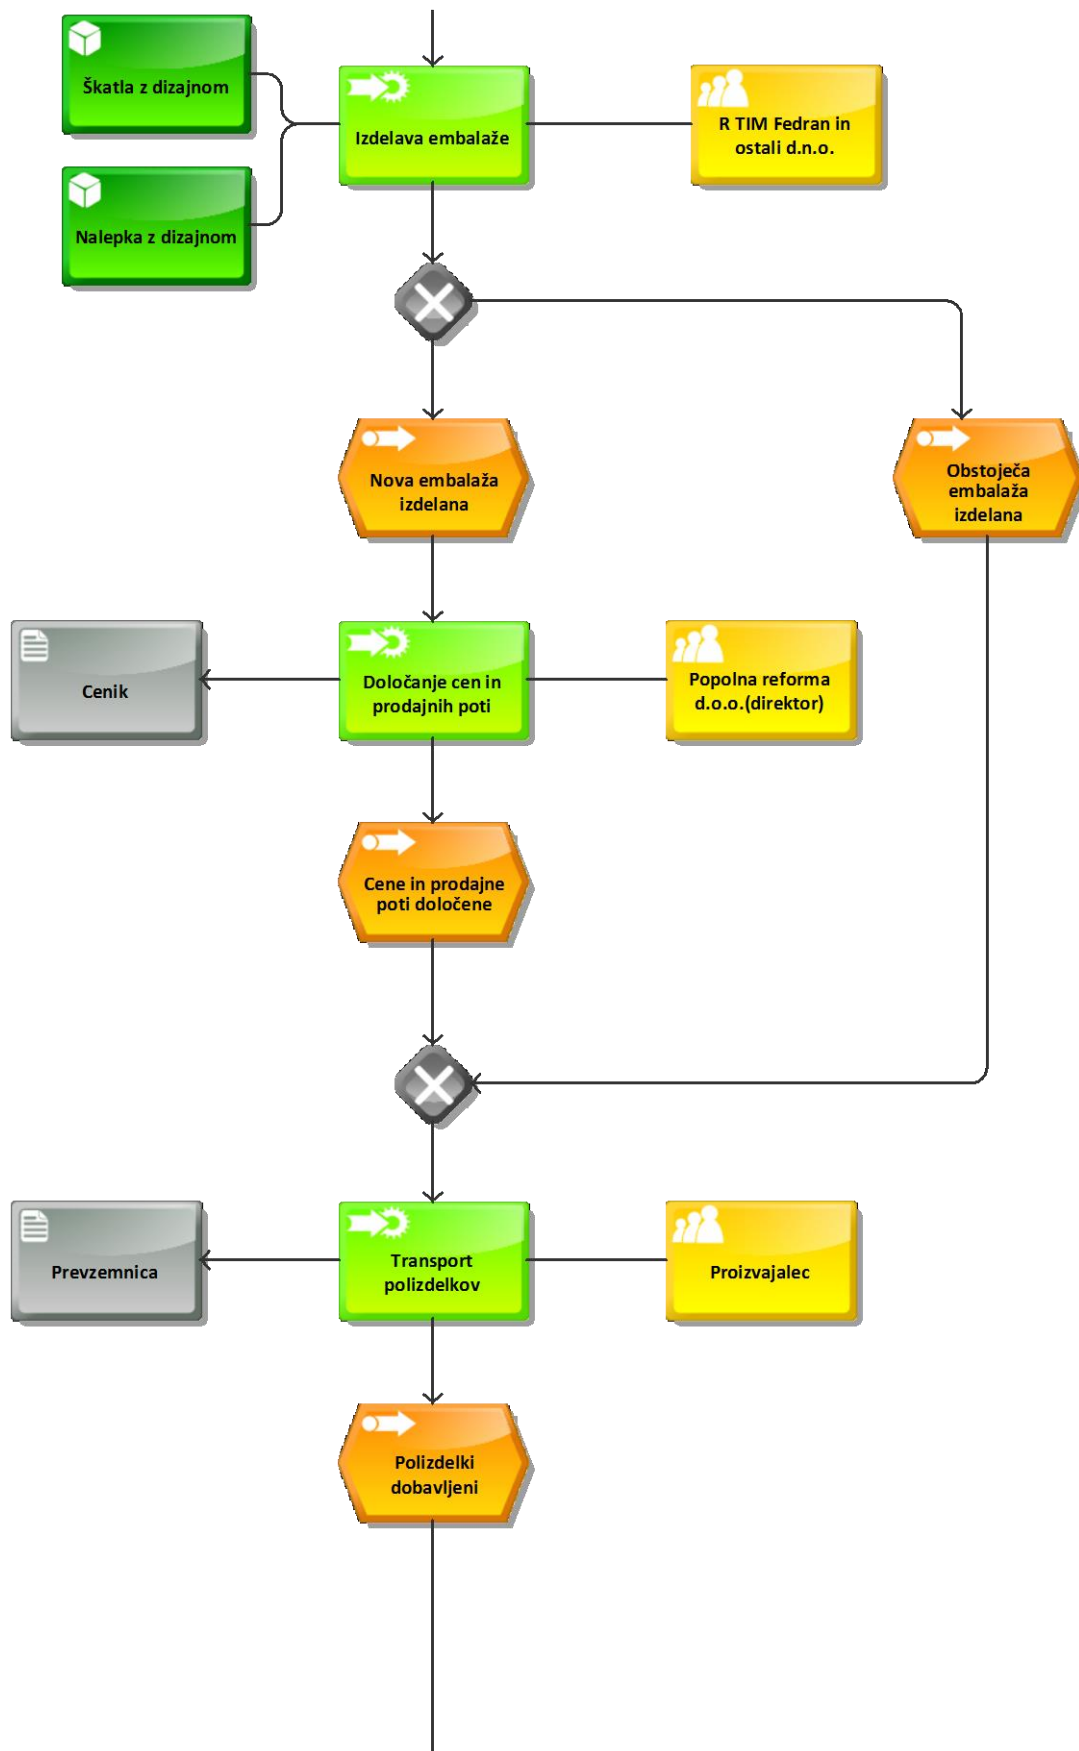 Škatla z dizajnom
Izdelava embalaže
R TIM Fedran in
ostali d.n.o.
Nalepka z dizajnom
Nova embalaža
izdelana
Obstoječa
embalaža
izdelana
Cenik
Določanje cen in
prodajnih poti
Popolna reforma
d.o.o.(direktor)
Cene in prodajne
poti določene
Prevzemnica
Transport
polizdelkov
Proizvajalec
Polizdelki
dobavljeni